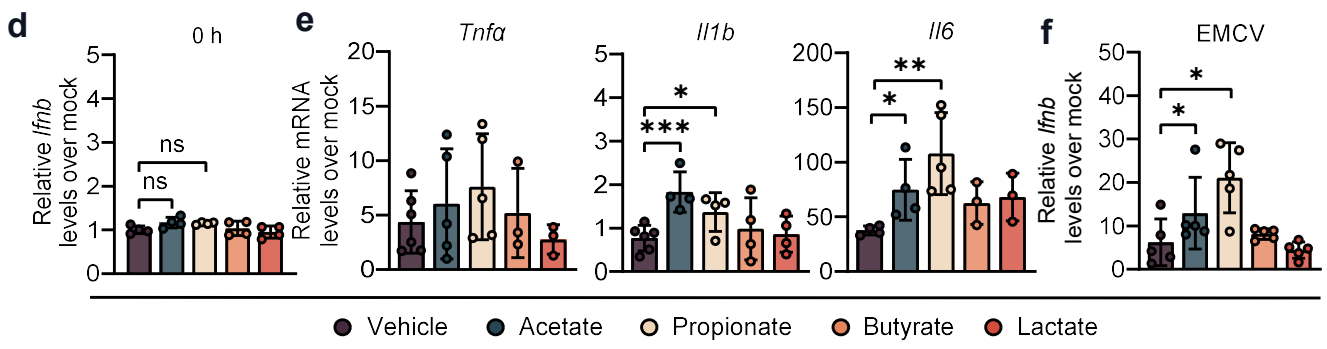 d
0 h
Relative Ifnb
levels over mock
5
4
3
2
1
0
ns
ns
e
Tnfα
Relative mRNA
levels over mock
20
15
10
5
0
Il1b
5
4
3
2
1
0
*
***
Il6
200
150
100
50
0
**
*
f
EMCV
Relative Ifnb
levels over mock
50
40
30
20
10
0
*
*
Vehicle
Acetate
Propionate
Butyrate
Lactate